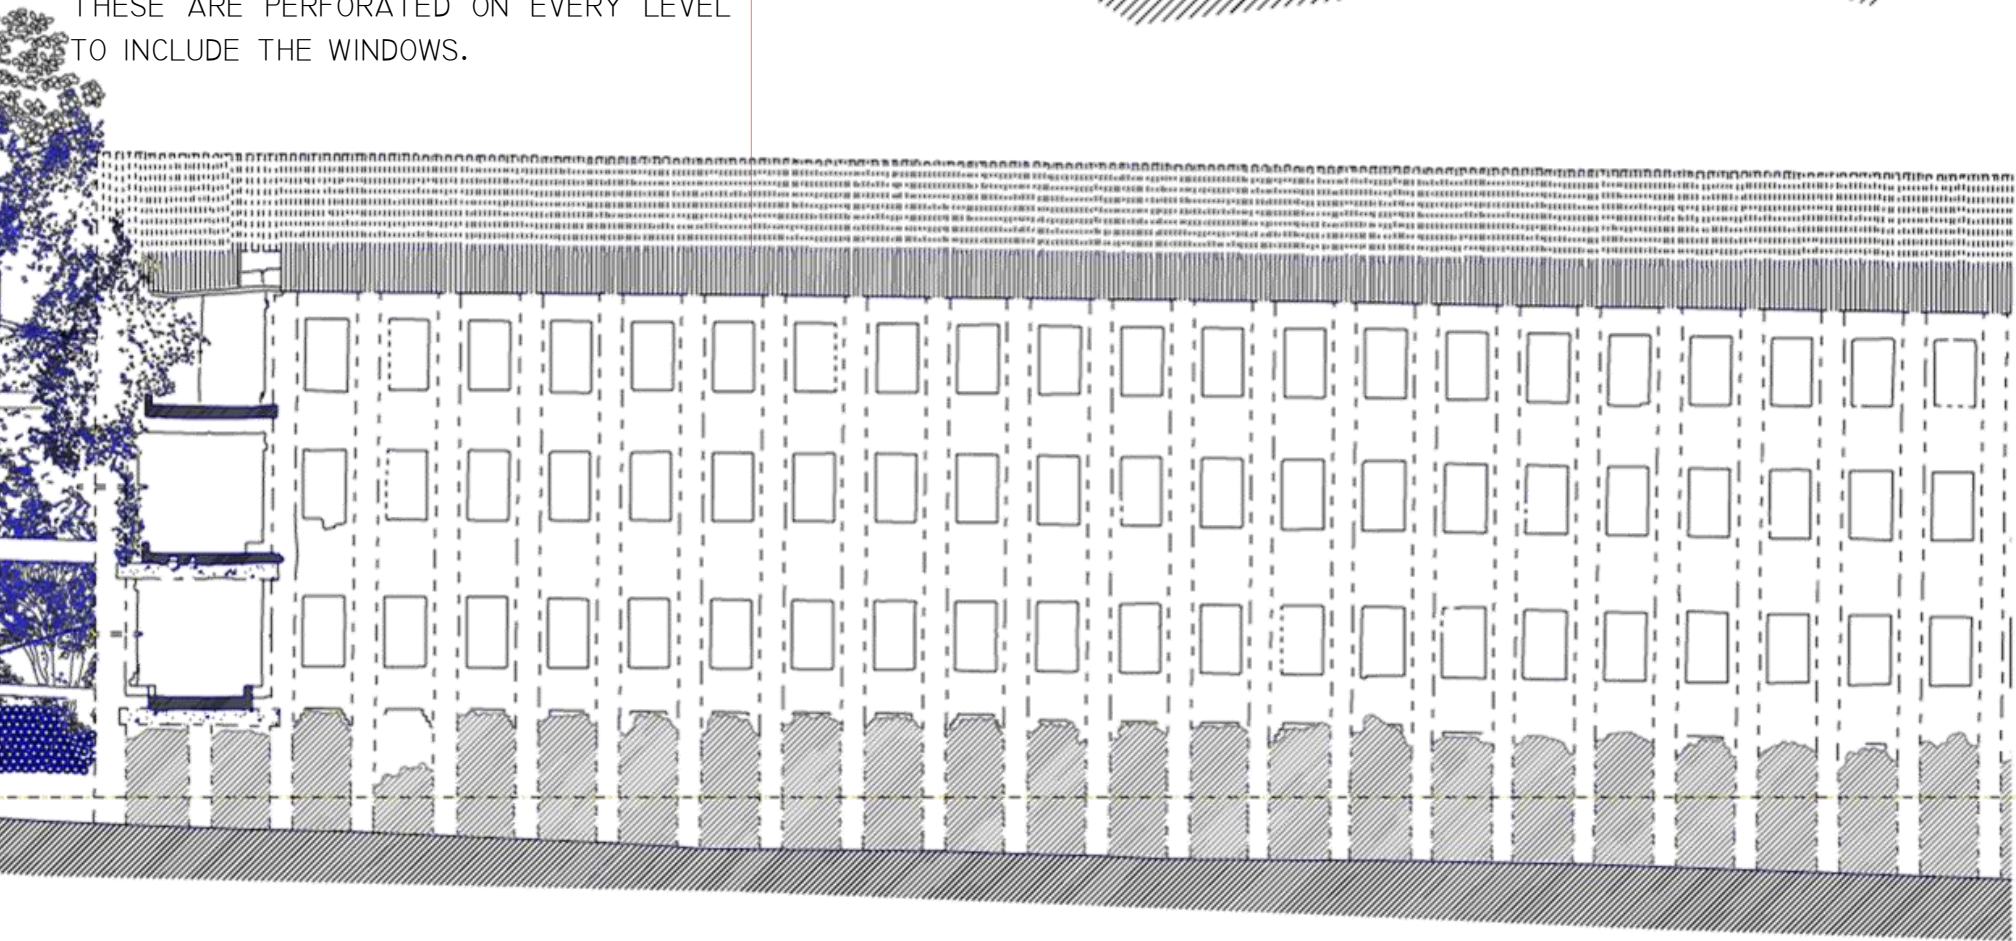 THESE ARE PERFORATED ON EVERY LEVEL
TO INCLUDE THE WINDOWS.